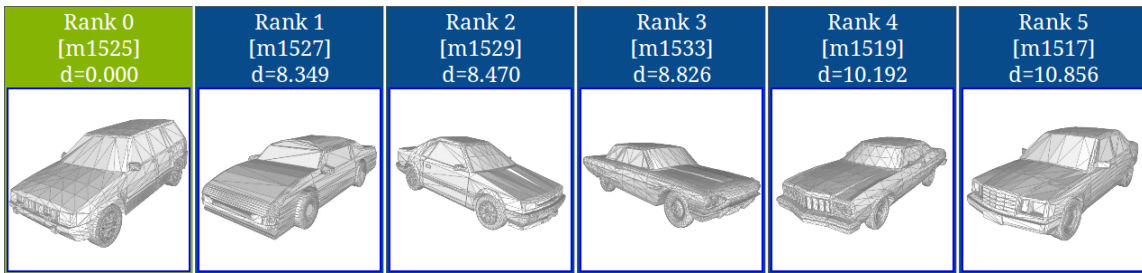 Rank 0
[m1525]
d=0.000
Rank 1
[m1527]
d=8.349
Rank 2
[m1529]
d=8.470
Rank 3
[m1533]
d=8.826
Rank 4
[m1519]
d=10.192
Rank 5
[m1517]
d=10.856